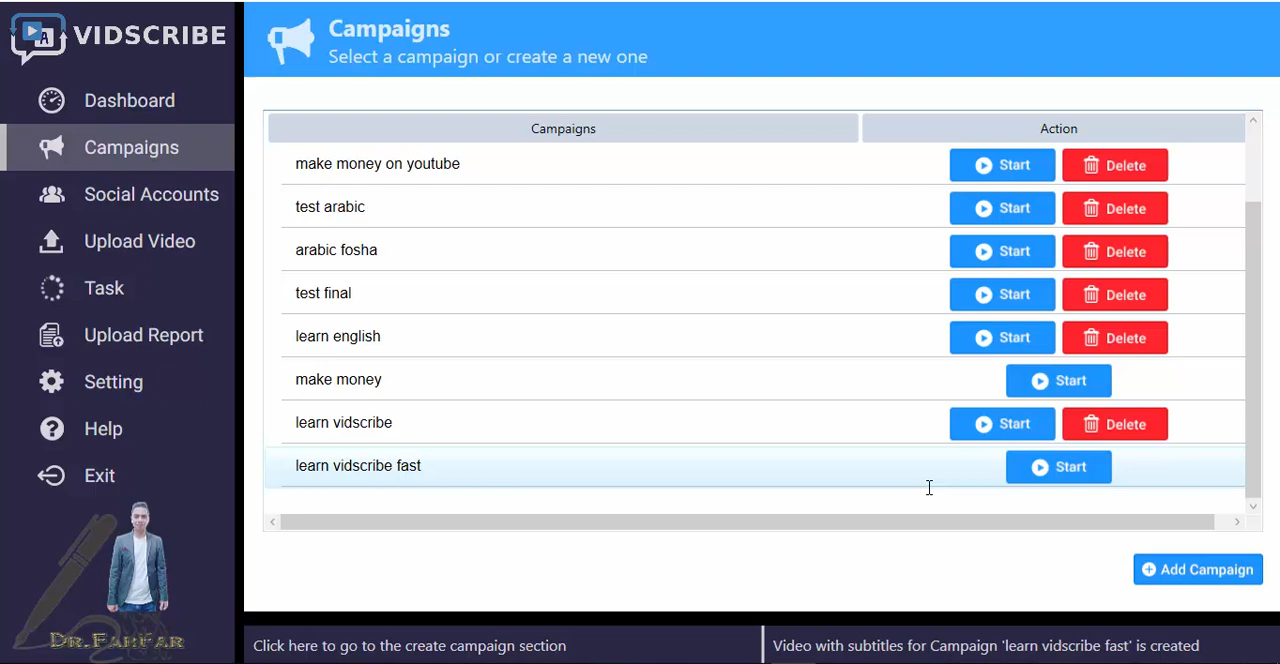 VIDSCRIBE
A
Dashboard
Campaigns
Social Accounts
Upload Video
Task
Upload Report
Setting
Help
Exit
DR.FARFAR
Campaigns
Select a campaign or create a new one
Campaigns Action
make money on youtube Start Delete
test arabic Start Delete
arabic fosha Start Delete
test final Start Delete
learn english Start Delete
make money Start
learn vidscribe Start Delete
learn vidscribe fast Start
Add Campaign
Click here to go to the create campaign section
Video with subtitles for Campaign 'learn vidscribe fast' is created